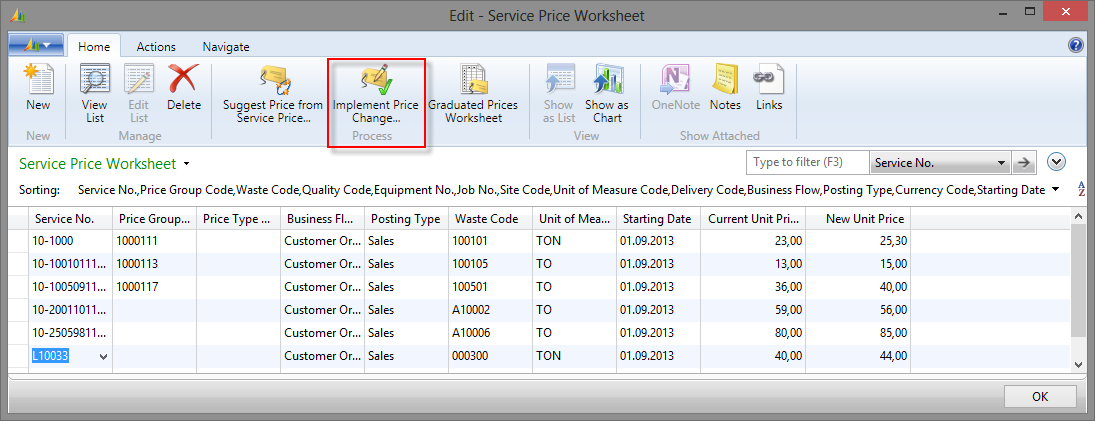 Edit - Service Price Worksheet
Home Actions Navigate
New View List Edit List Delete Suggest Price from Service Price... Implement Price Change... Graduated Prices Worksheet Show as List Show as Chart OneNote Notes Links
New Manage Process View Show Attached
Service Price Worksheet Type to filter (F3) Service No.
Sorting: Service No.,Price Group Code,Waste Code,Quality Code,Equipment No.,Job No.,Site Code,Unit of Measure Code,Delivery Code,Business Flow,Posting Type,Currency Code,Starting Date
Service No. Price Group... Price Type ... Business Fl... Posting Type Waste Code Unit of Mea... Starting Date Current Unit Pri... New Unit Price
10-1000 1000111 Customer Or... Sales 100101 TON 01.09.2013 23,00 25,30
10-10010111... 1000113 Customer Or... Sales 100105 TO 01.09.2013 13,00 15,00
10-10050911... 1000117 Customer Or... Sales 100501 TO 01.09.2013 36,00 40,00
10-20011011... Customer Or... Sales A10002 TO 01.09.2013 59,00 56,00
10-25059811... Customer Or... Sales A10006 TO 01.09.2013 80,00 85,00
L10033 Customer Or... Sales 000300 TON 01.09.2013 40,00 44,00
OK